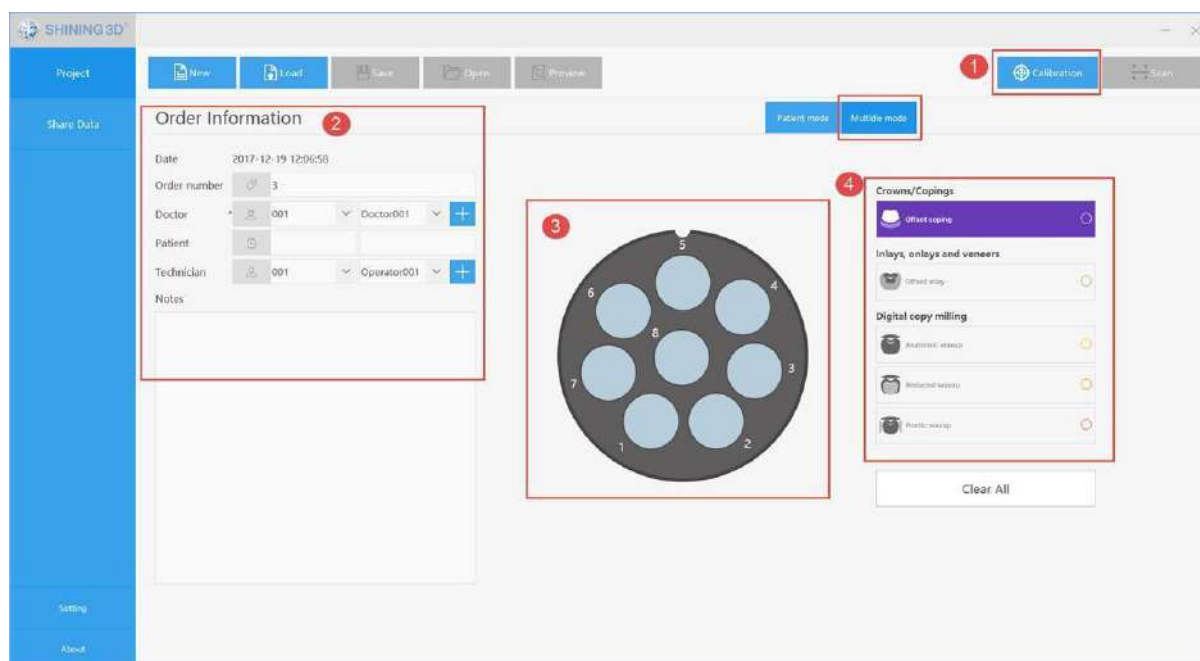 SHINING 3D
Project
New
Load
Save
Open
Preview
1
Calibration
Scan
Share Data
Order Information
2
Patient mode
Multidie mode
Date 2017-12-19 12:06:58
Order number 3
Doctor * 001 Doctor001 +
Patient
Technician 001 Operator001 +
Notes
3
5
4
6
8
3
7
1
2
4
Crowns/Copings
Offset coping
Inlays, onlays and veneers
Offset inlay
Digital copy milling
Anatomic waxup
Reduced waxup
Pontic waxup
Clear All
Setting
About